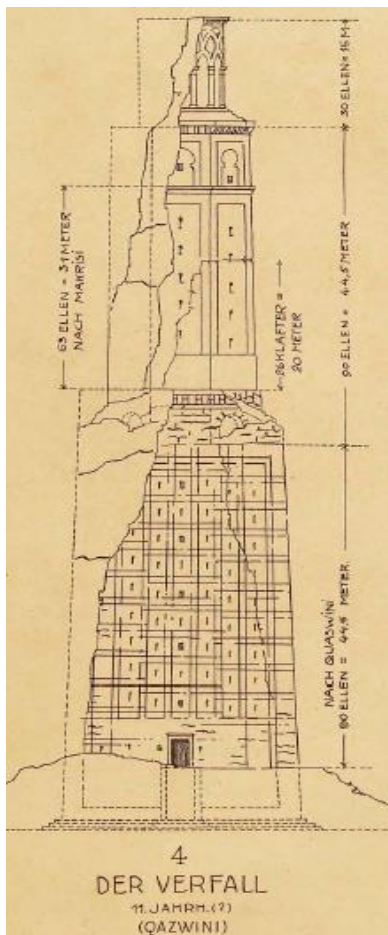 30 ELLEN = 15 M
63 ELLEN = 31 METER
NACH MAKRISI
26 KLAFTER =
20 METER
90 ELLEN = 44,5 METER
NACH QUASWINI
90 ELLEN = 44,5 METER.
4
DER VERFALL
11. JAHRH. (?)
(QAZWINI)